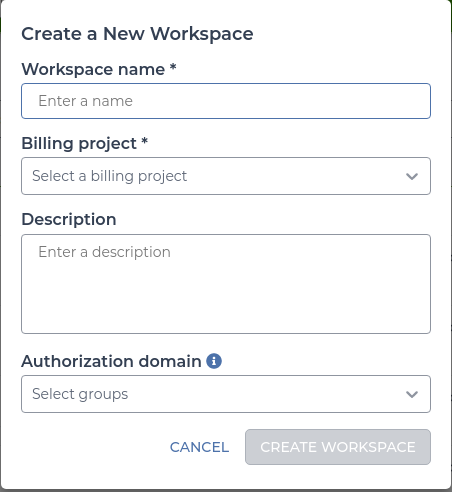 Create a New Workspace
Workspace name *
Enter a name
Billing project *
Select a billing project
Description
Enter a description
Authorization domain
Select groups
CANCEL CREATE WORKSPACE